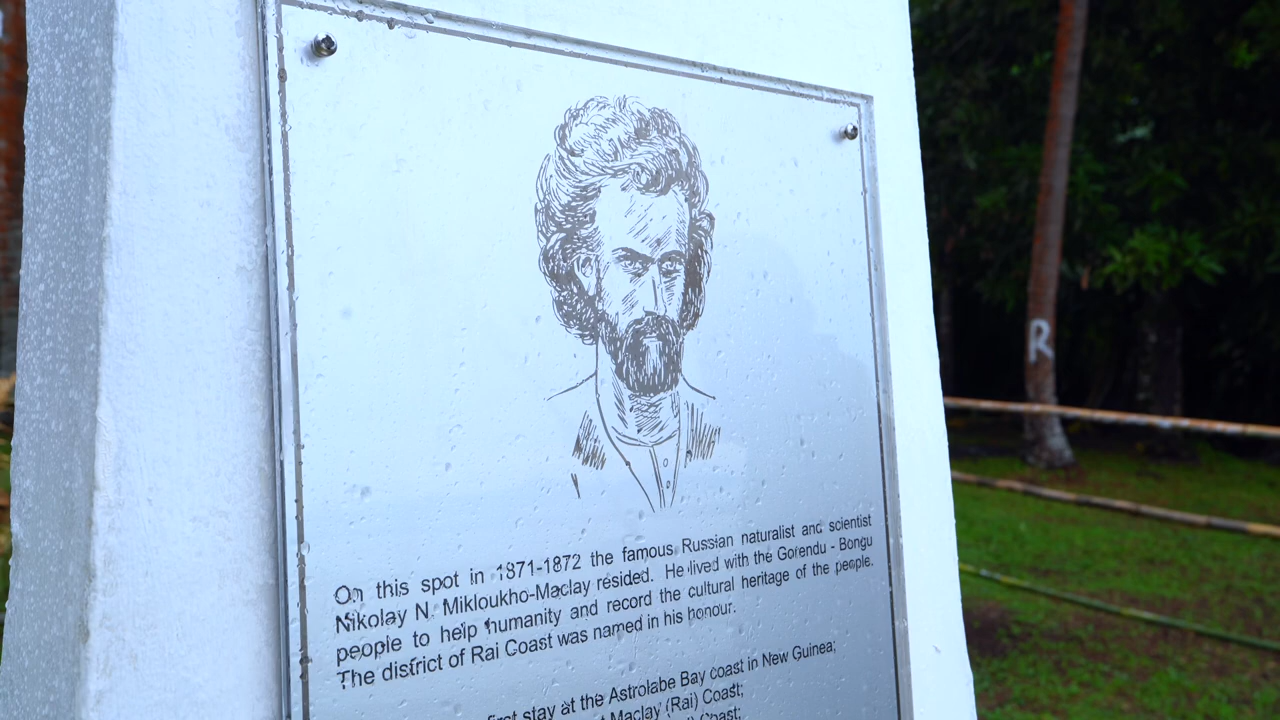 On this spot in 1871-1872 the famous Russian naturalist and scientist
Nikolay N. Mikloukho-Maclay resided. He lived with the Gorendu - Bongu
people to help humanity and record the cultural heritage of the people.
The district of Rai Coast was named in his honour.
first stay at the Astrolabe Bay coast in New Guinea;
Maclay (Rai) Coast;
Coast;
R